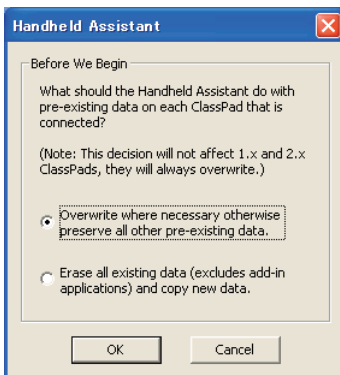 Handheld Assistant
Before We Begin
What should the Handheld Assistant do with
pre-existing data on each ClassPad that is
connected?
(Note: This decision will not affect 1.x and 2.x
ClassPads, they will always overwrite.)
Overwrite where necessary otherwise
preserve all other pre-existing data.
Erase all existing data (excludes add-in
applications) and copy new data.
OK
Cancel